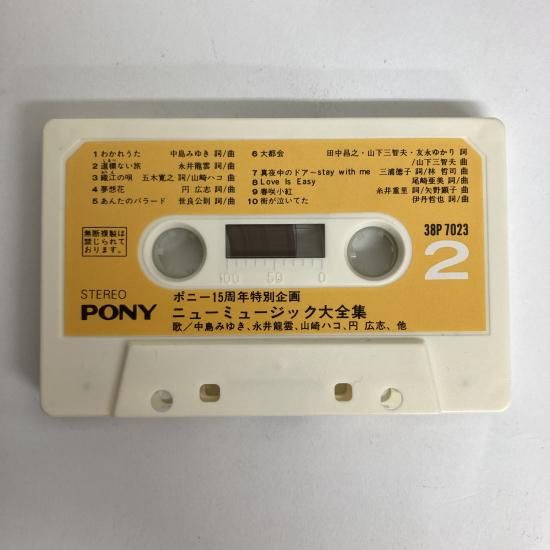 1 わかれうた 中島みゆき 詞/曲
2 道標ない旅 永井龍雲 詞/曲
3 織江の唄 五木寛之 詞/山崎ハコ 曲
4 夢想花 円 広志 詞/曲
5 あんたのバラード 世良公則 詞/曲
6 大都会 田中昌之・山下三智夫・友永ゆかり 詞
/山下三智夫 曲
7 真夜中のドア〜stay with me 三浦徳子 詞/林 哲司 曲
8 Love Is Easy 尾崎亜美 詞/曲
9 春咲小紅 糸井重里 詞/矢野顕子 曲
10 街が泣いてた 伊丹哲也 詞/曲
無断複製は
禁じられて
おります。
38P 7023
2
100 50 0
STEREO
PONY
ポニー15周年特別企画
ニューミュージック大全集
歌/中島みゆき、永井龍雲、山崎ハコ、円 広志、他